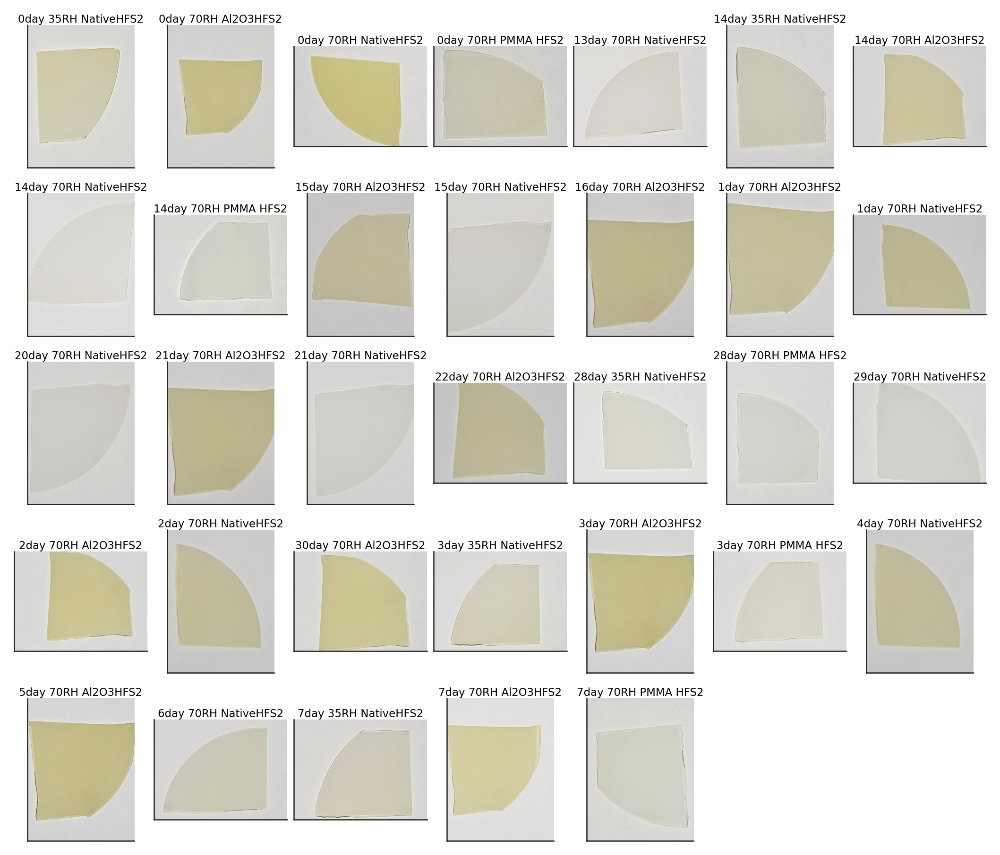 0day 35RH NativeHFS2
0day 70RH Al2O3HFS2
0day 70RH NativeHFS2
0day 70RH PMMA HFS2
13day 70RH NativeHFS2
14day 35RH NativeHFS2
14day 70RH Al2O3HFS2
14day 70RH NativeHFS2
14day 70RH PMMA HFS2
15day 70RH Al2O3HFS2
15day 70RH NativeHFS2
16day 70RH Al2O3HFS2
1day 70RH Al2O3HFS2
1day 70RH NativeHFS2
20day 70RH NativeHFS2
21day 70RH Al2O3HFS2
21day 70RH NativeHFS2
22day 70RH Al2O3HFS2
28day 35RH NativeHFS2
28day 70RH PMMA HFS2
29day 70RH NativeHFS2
2day 70RH Al2O3HFS2
2day 70RH NativeHFS2
30day 70RH Al2O3HFS2
3day 35RH NativeHFS2
3day 70RH Al2O3HFS2
3day 70RH PMMA HFS2
4day 70RH NativeHFS2
5day 70RH Al2O3HFS2
6day 70RH NativeHFS2
7day 35RH NativeHFS2
7day 70RH Al2O3HFS2
7day 70RH PMMA HFS2